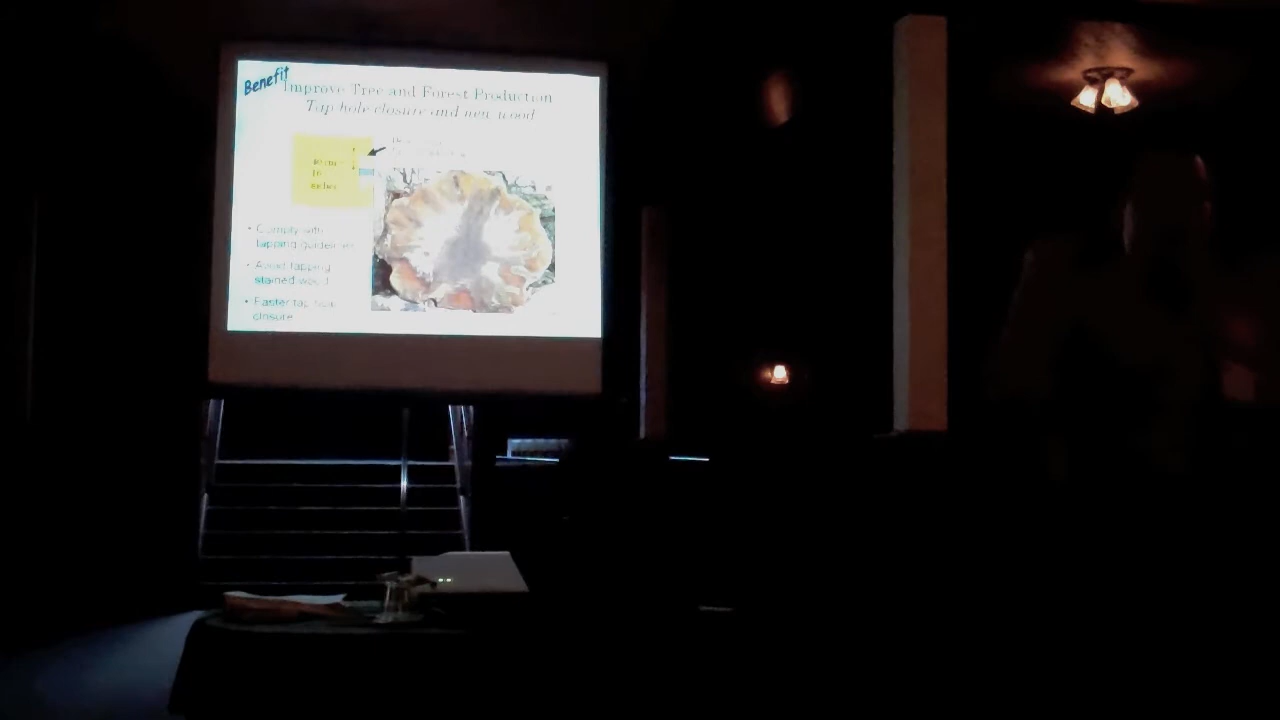 Benefit
Improve Tree and Forest Production
Tap hole closure and new wood
• Comply with
tapping guidelines
• Avoid tapping
stained wood
• Faster tap hole
closure